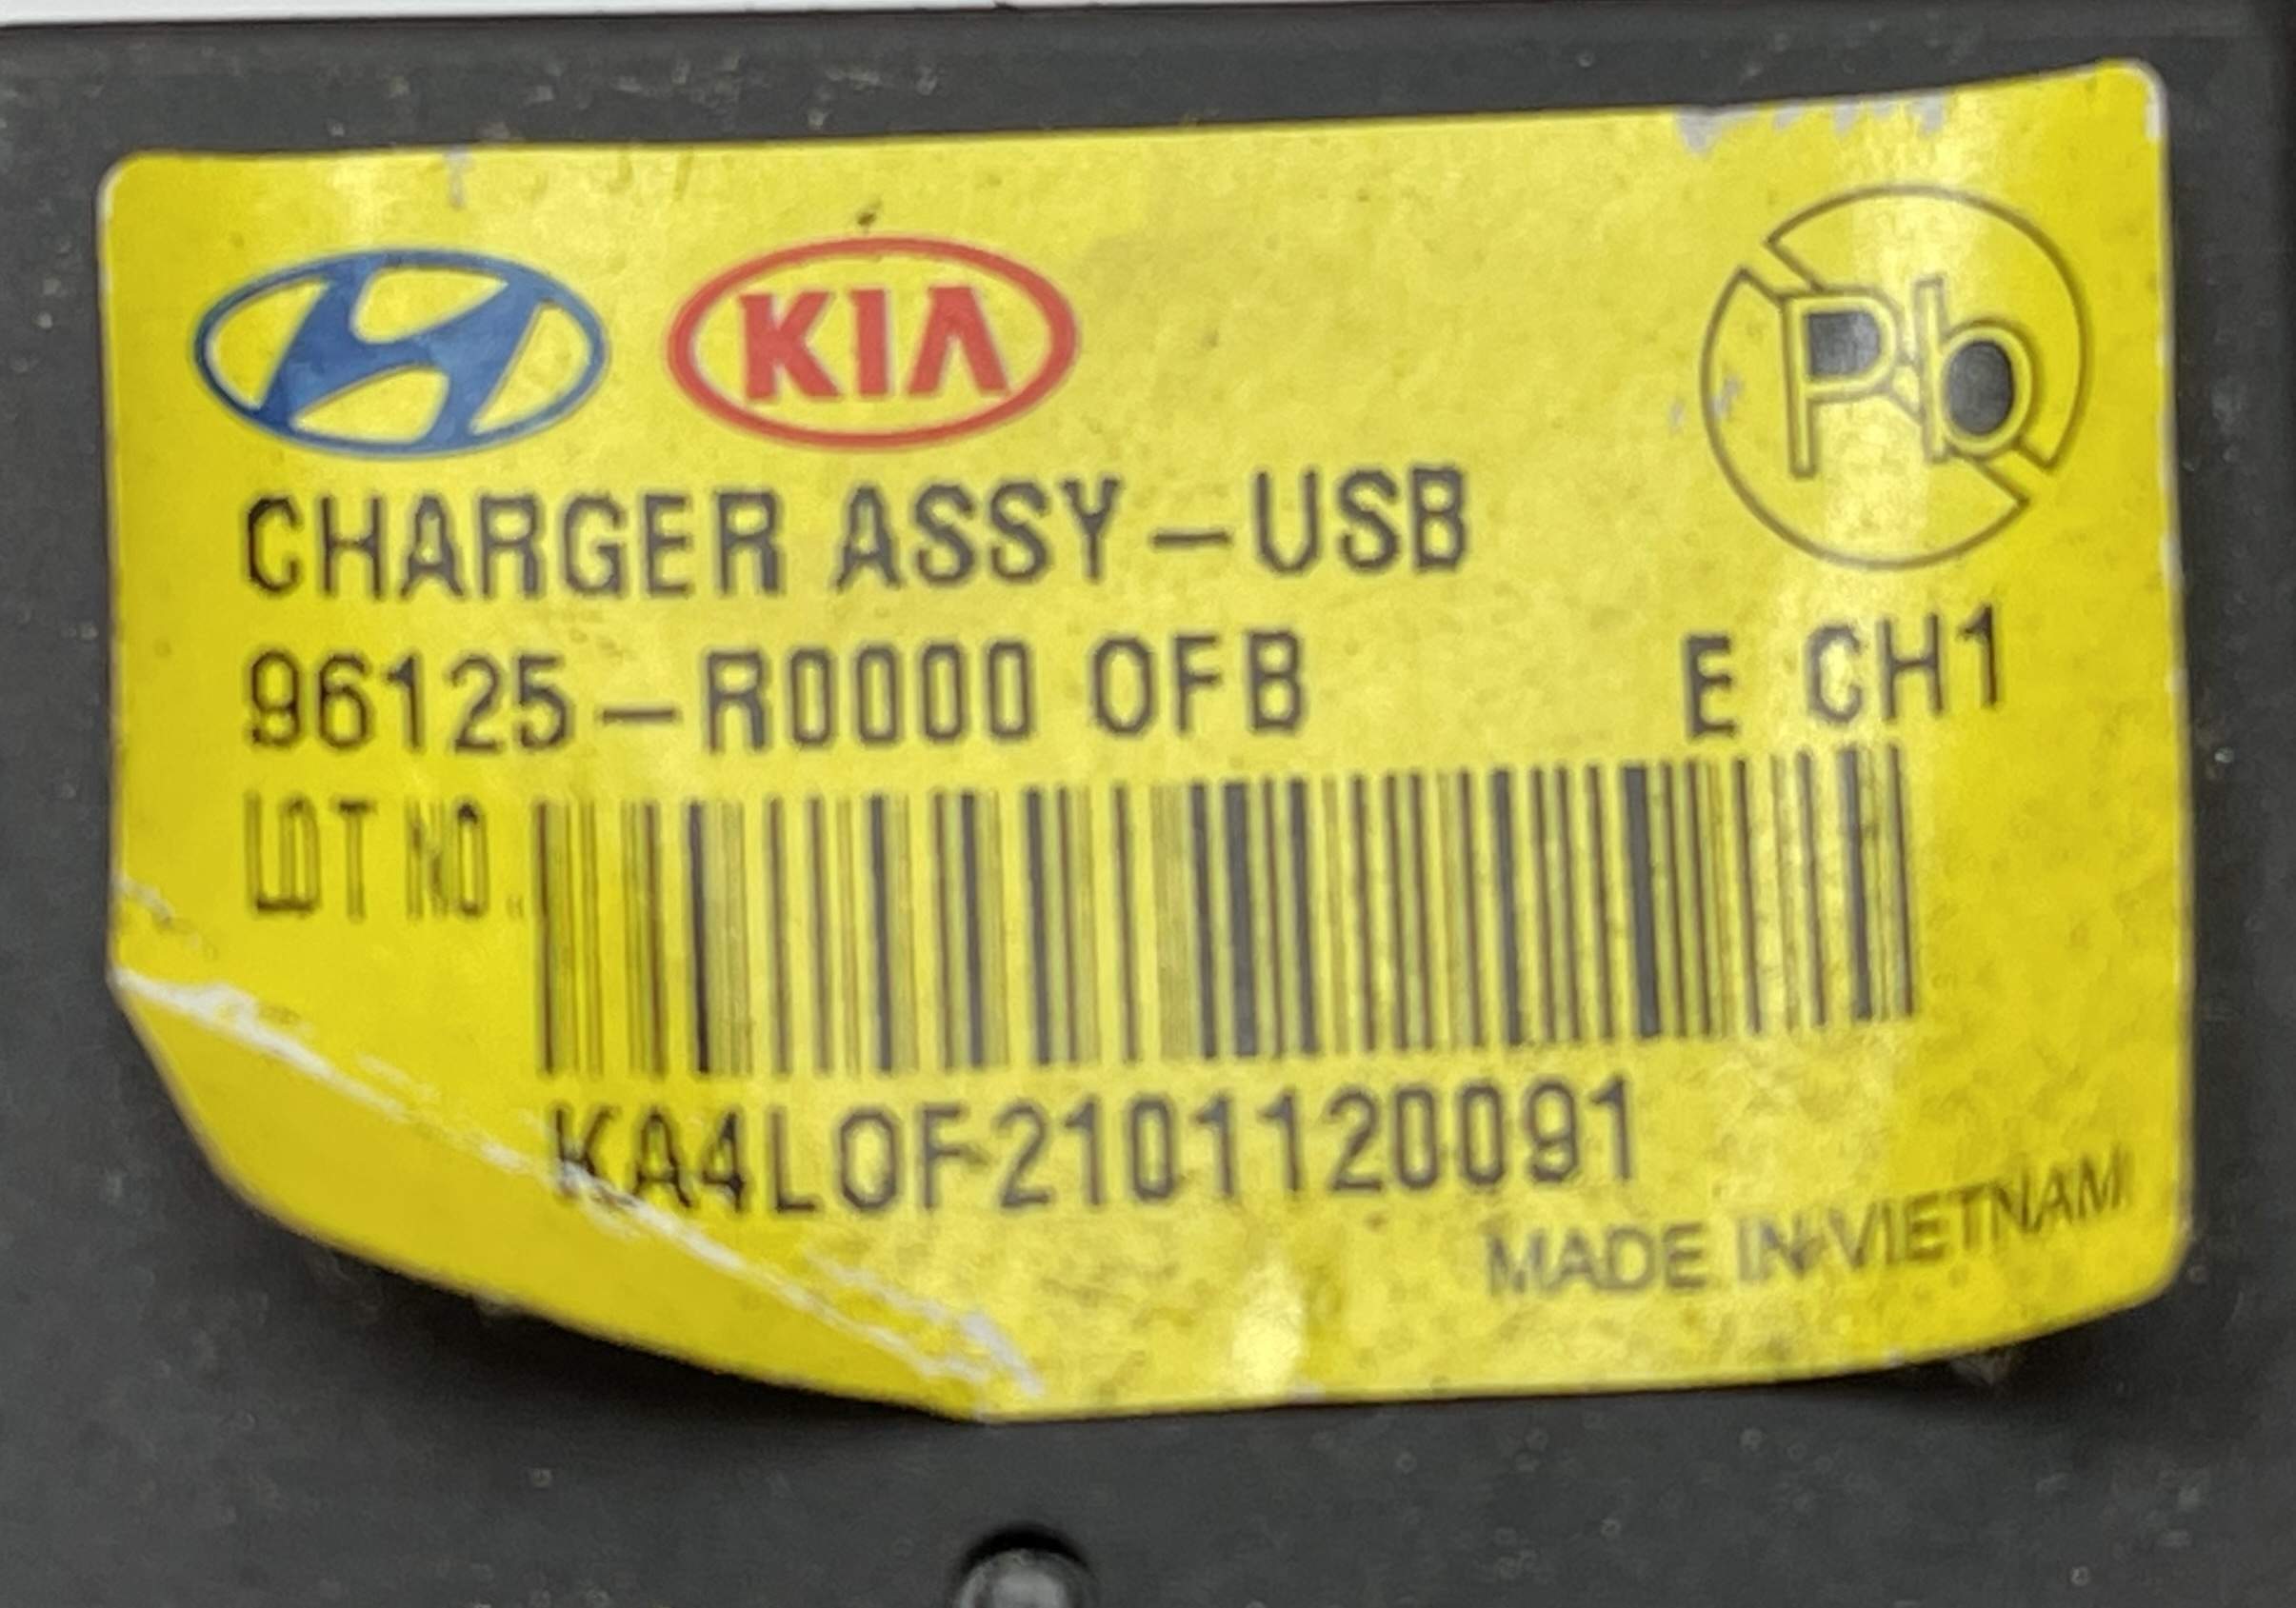 KIA
Pb
CHARGER ASSY-USB
96125-R0000 OFB E CH1
LOT NO.
KA4LOF2101120091
MADE IN VIETNAM